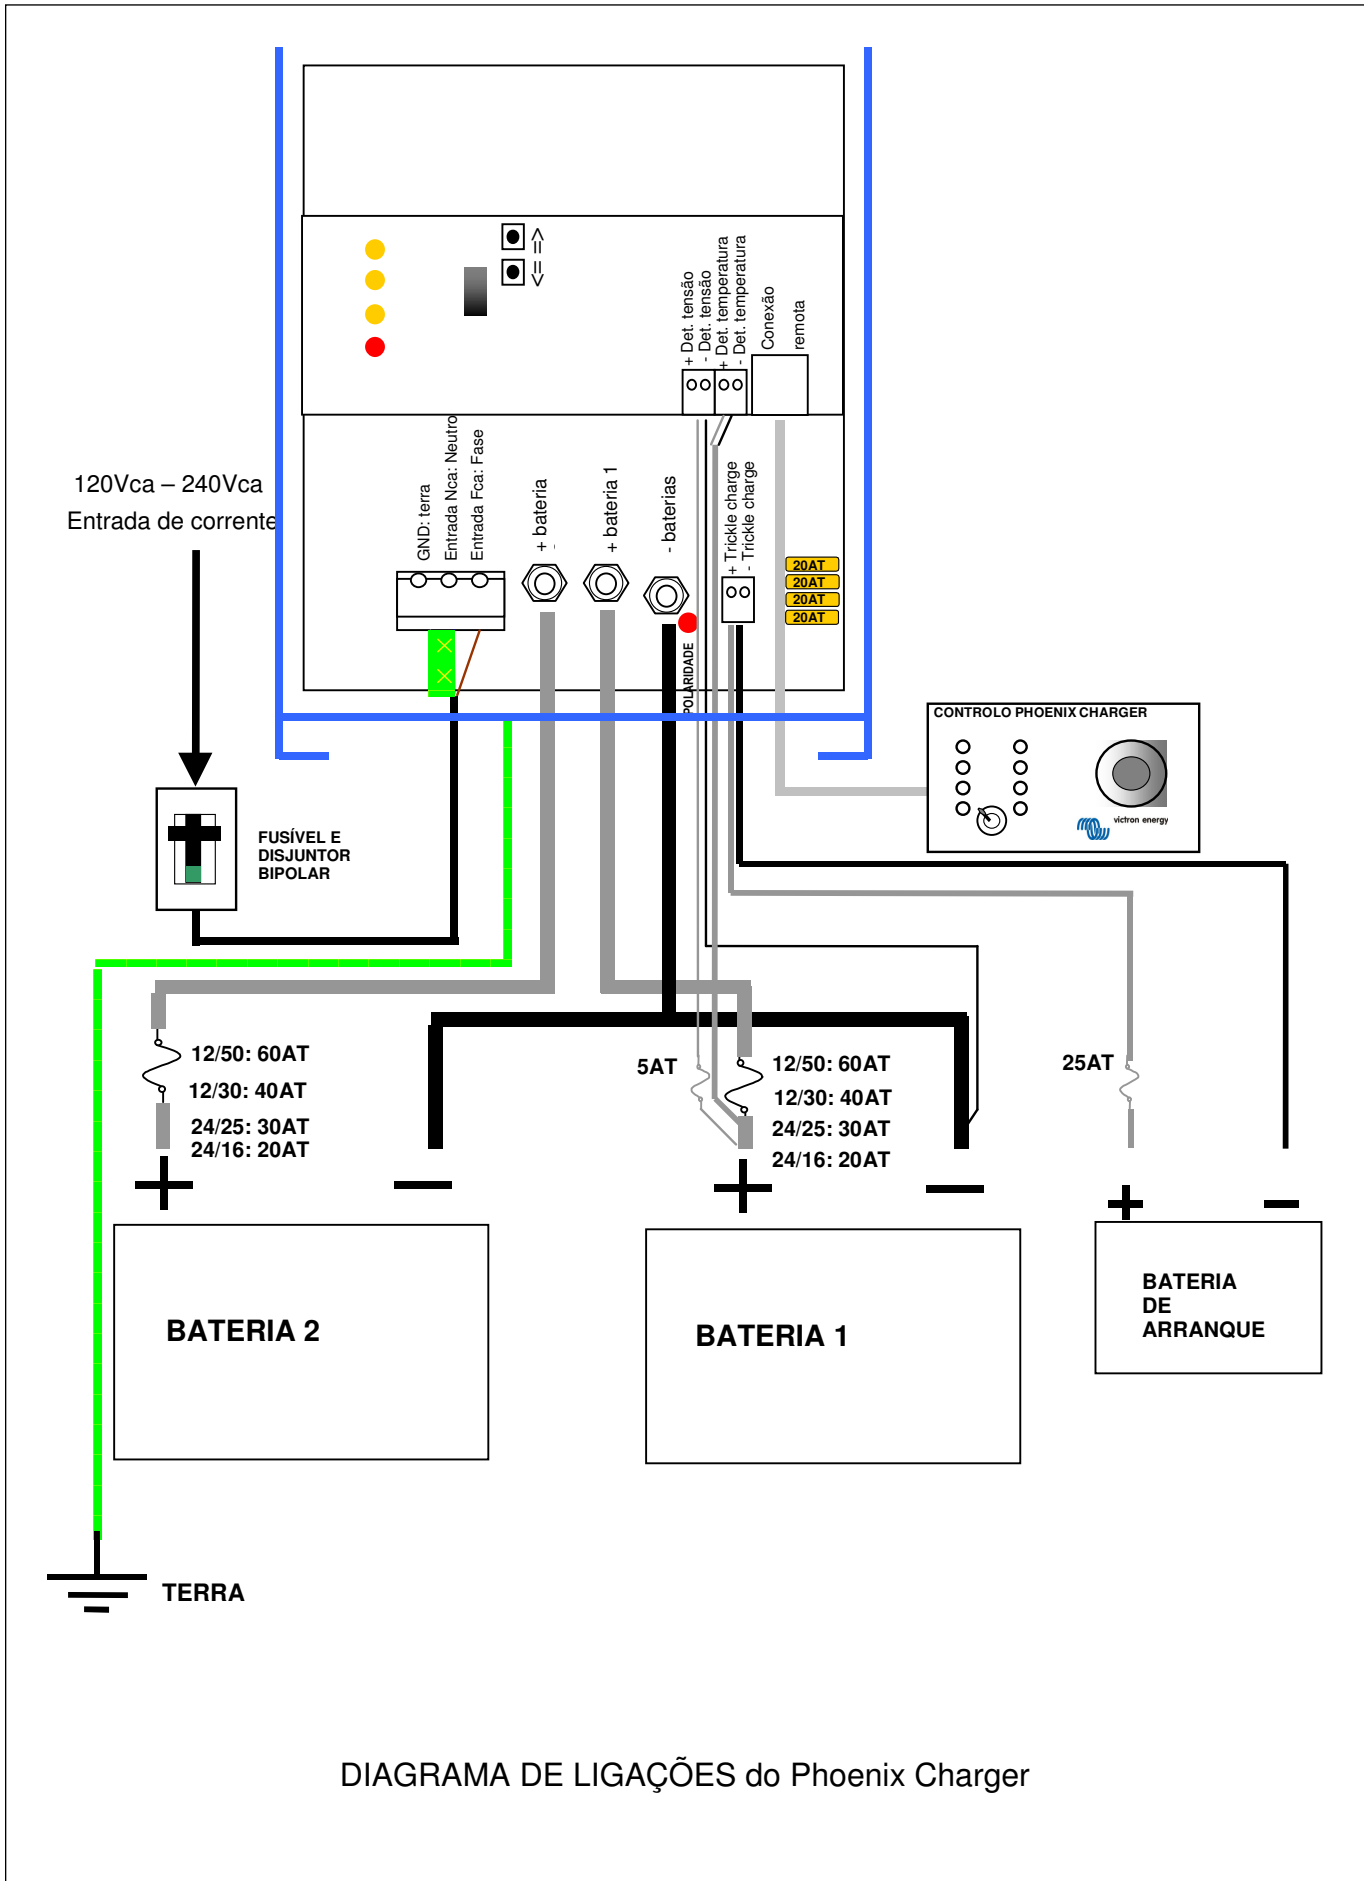 =>
<=
+ Det. tensão
- Det. tensão
+ Det. temperatura
- Det. temperatura
Conexão
remota
120Vca – 240Vca
Entrada de corrente
GND: terra
Entrada Nca: Neutro
Entrada Fca: Fase
+ bateria
+ bateria 1
- baterias
+ Trickle charge
- Trickle charge
20AT
20AT
20AT
20AT
POLARIDADE
CONTROLO PHOENIX CHARGER
victron energy
FUSÍVEL E
DISJUNTOR
BIPOLAR
12/50: 60AT
12/30: 40AT
24/25: 30AT
24/16: 20AT
5AT
12/50: 60AT
12/30: 40AT
24/25: 30AT
24/16: 20AT
25AT
BATERIA 2
BATERIA 1
BATERIA
DE
ARRANQUE
TERRA
DIAGRAMA DE LIGAÇÕES do Phoenix Charger